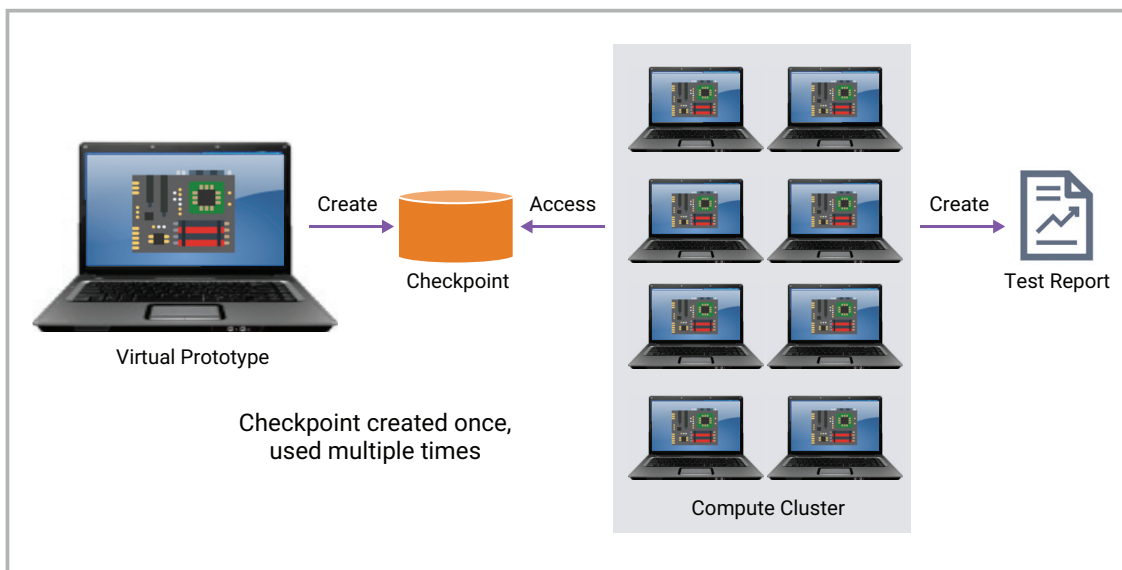 Create
Access
Create
Checkpoint
Test Report
Virtual Prototype
Checkpoint created once,
used multiple times
Compute Cluster